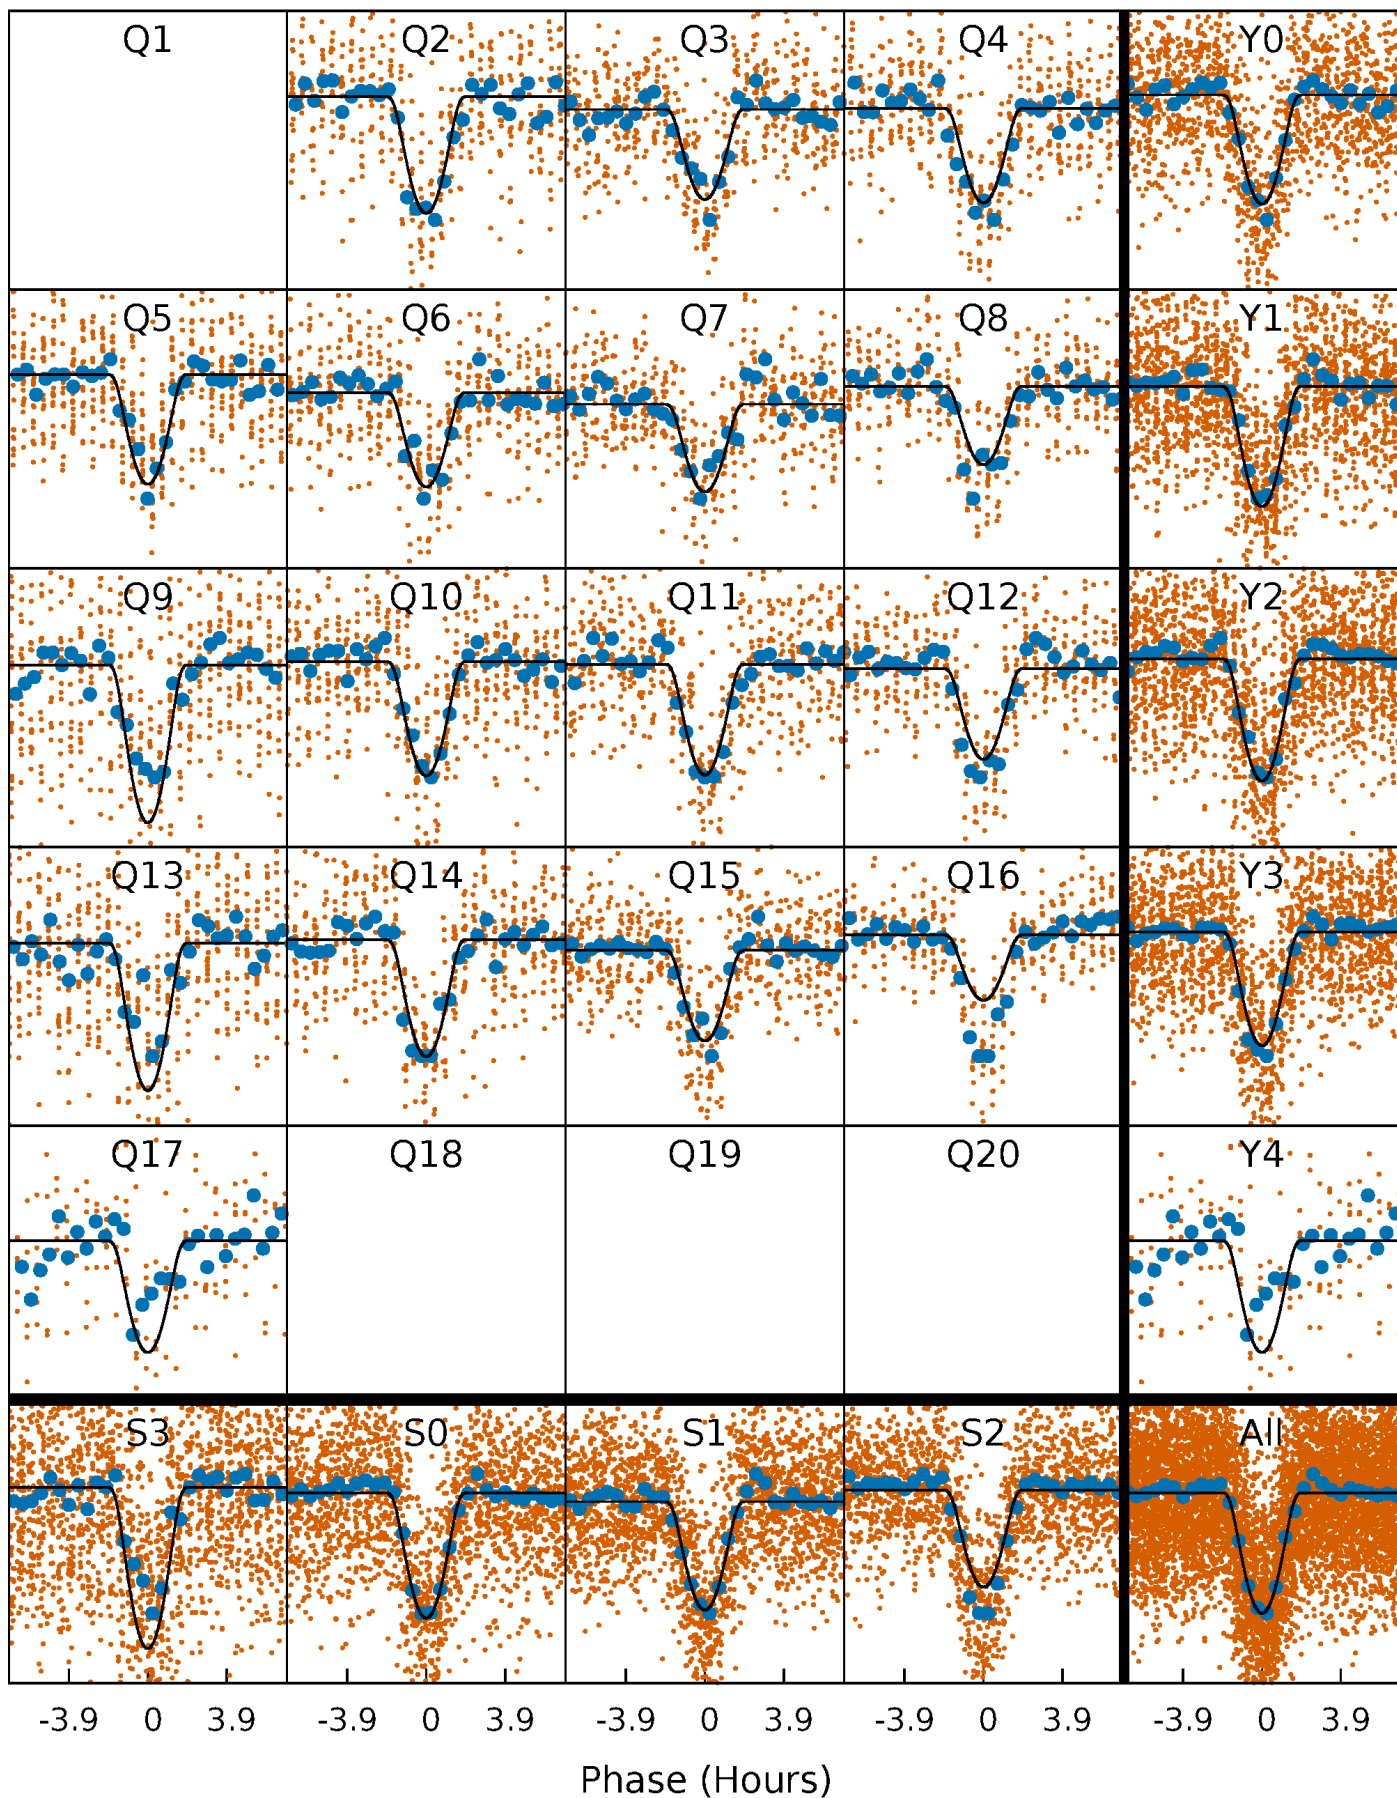 Q1 Q2 Q3 Q4 Y0
Q5 Q6 Q7 Q8 Y1
Q9 Q10 Q11 Q12 Y2
Q13 Q14 Q15 Q16 Y3
Q17 Q18 Q19 Q20 Y4
S3 S0 S1 S2 All
-3.9 0 3.9 -3.9 0 3.9 -3.9 0 3.9 -3.9 0 3.9 -3.9 0 3.9
Phase (Hours)